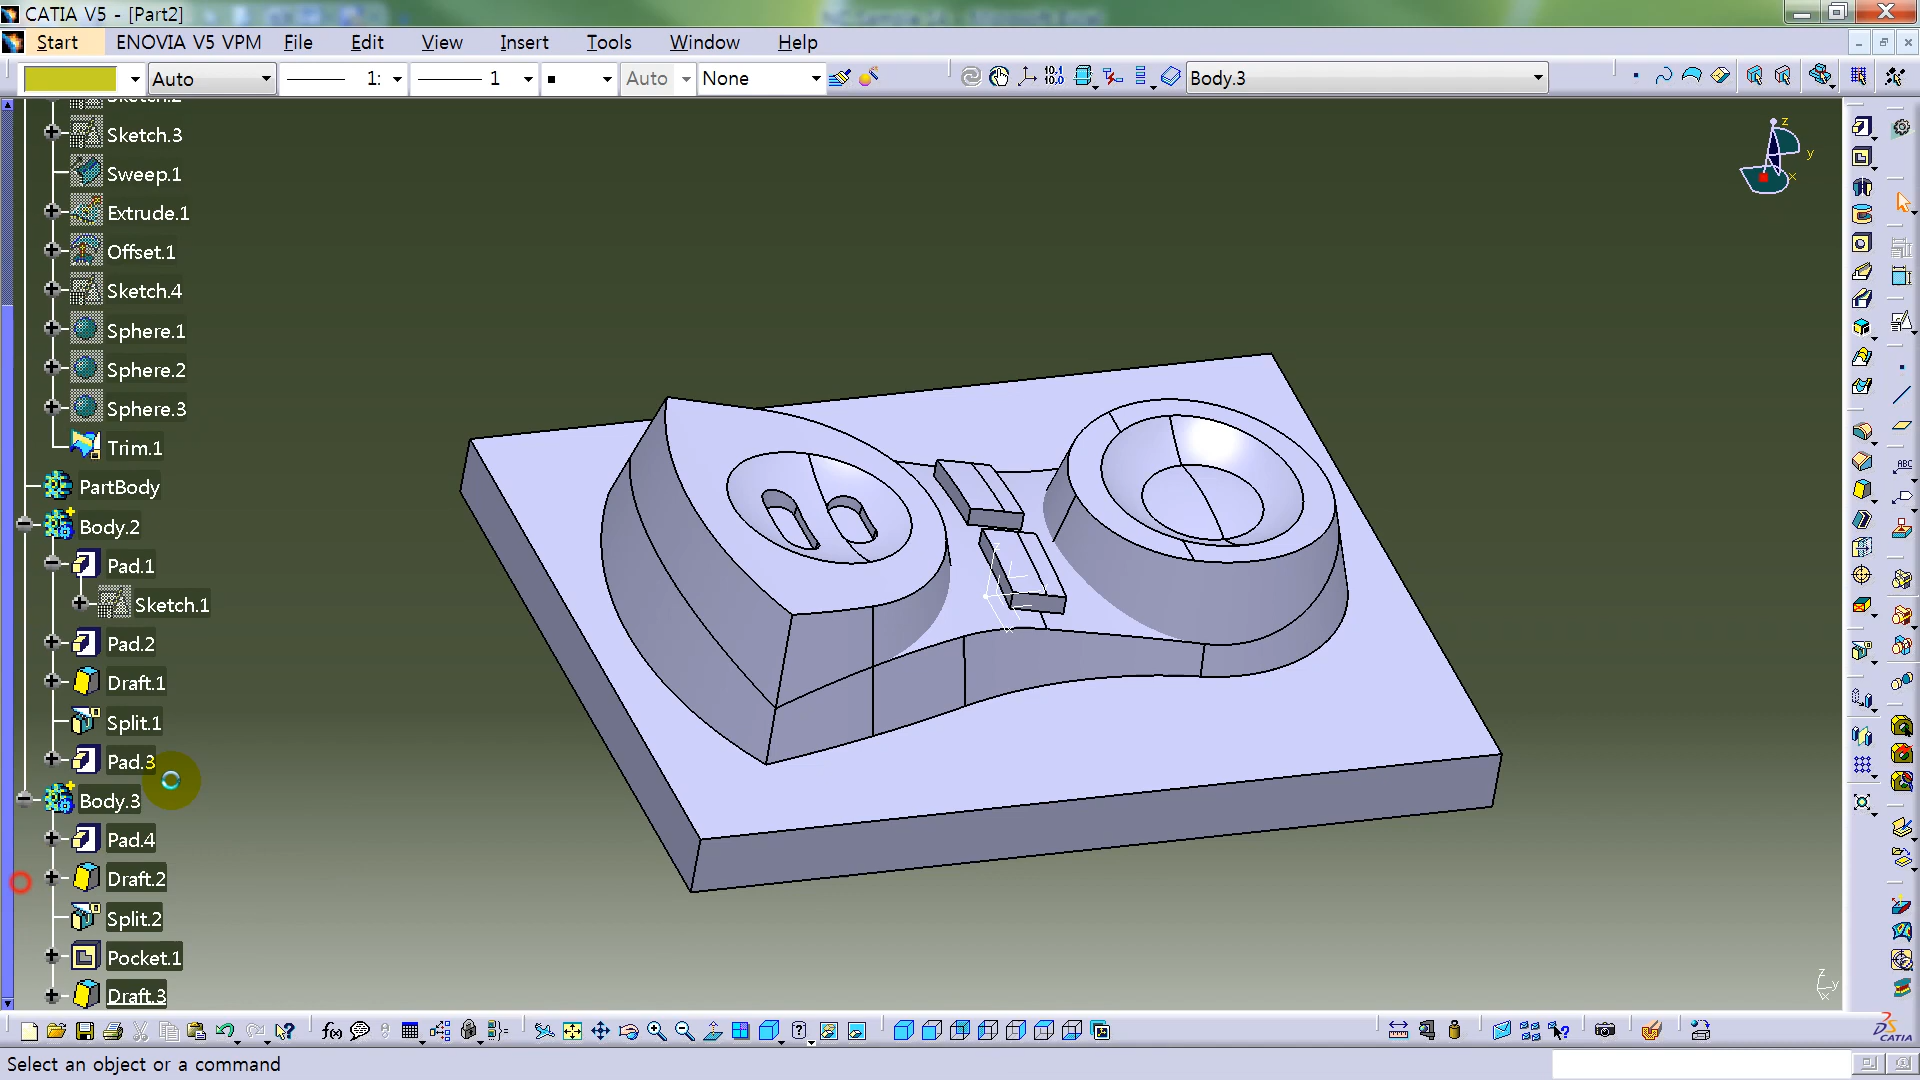 CATIA V5 - [Part2]
Start ENOVIA V5 VPM File Edit View Insert Tools Window Help
Auto 1: 1 Auto None Body.3
Sketch.2
Sketch.3
Sweep.1
Extrude.1
Offset.1
Sketch.4
Sphere.1
Sphere.2
Sphere.3
Trim.1
PartBody
Body.2
Pad.1
Sketch.1
Pad.2
Draft.1
Split.1
Pad.3
Body.3
Pad.4
Draft.2
Split.2
Pocket.1
Draft.3
z
y
x
Select an object or a command
CATIA